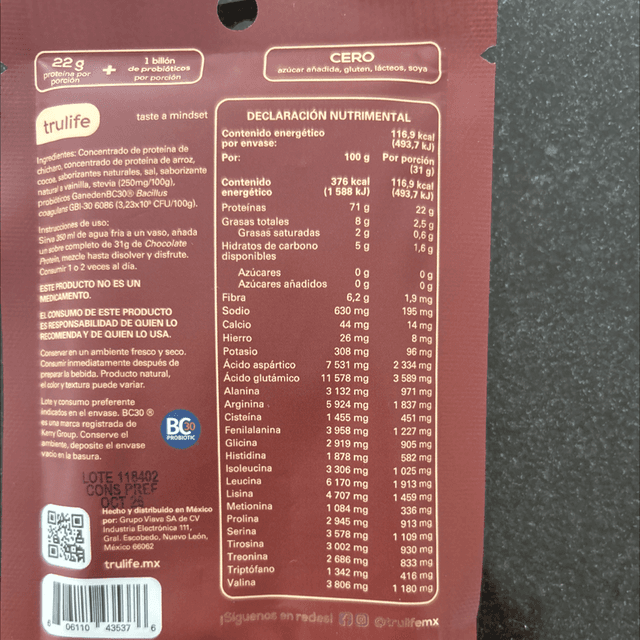 22 g
proteína por
porción
+
1 billón
de probióticos
por porción
CERO
azúcar añadida, gluten, lácteos, soya
trulife
taste a mindset
Ingredientes: Concentrado de proteína de
chícharo, concentrado de proteína de arroz,
cocoa, saborizantes naturales, sal, saborizante
natural a vainilla, stevia (250mg/100g),
probióticos GanedenBC30® Bacillus
coagulans GBI-30 6086 (3,23x10⁹ CFU/100g).
Instrucciones de uso:
Sirva 350 ml de agua fría a un vaso, añada
un sobre completo de 31g de Chocolate
Protein, mezcle hasta disolver y disfrute.
Consumir 1 o 2 veces al día.
ESTE PRODUCTO NO ES UN
MEDICAMENTO.
EL CONSUMO DE ESTE PRODUCTO
ES RESPONSABILIDAD DE QUIEN LO
RECOMIENDA Y DE QUIEN LO USA.
Conservar en un ambiente fresco y seco.
Consumir inmediatamente después de
preparar la bebida. Producto natural,
el color y textura puede variar.
Lote y consumo preferente
indicados en el envase. BC30 ®
es una marca registrada de
Kerry Group. Conserve el
ambiente, deposite el envase
vacío en la basura.
BC30
PROBIOTIC
LOTE 118402
CONS PREF
OCT 26
Hecho y distribuido en México
por: Grupo Viava SA de CV
Industria Electrónica 111,
Gral. Escobedo, Nuevo León,
México 66062
trulife.mx
6 06110 43537 6
DECLARACIÓN NUTRIMENTAL
Contenido energético por envase: 116,9 kcal (493,7 kJ)
Por: 100 g Por porción (31 g)
Contenido energético 376 kcal (1 588 kJ) 116,9 kcal (493,7 kJ)
Proteínas 71 g 22 g
Grasas totales 8 g 2,5 g
Grasas saturadas 2 g 0,6 g
Hidratos de carbono disponibles 5 g 1,6 g
Azúcares 0 g 0 g
Azúcares añadidos 0 g 0 g
Fibra 6,2 g 1,9 mg
Sodio 630 mg 195 mg
Calcio 44 mg 14 mg
Hierro 26 mg 8 mg
Potasio 308 mg 96 mg
Ácido aspártico 7 531 mg 2 334 mg
Ácido glutámico 11 578 mg 3 589 mg
Alanina 3 132 mg 971 mg
Arginina 5 924 mg 1 837 mg
Cisteína 1 455 mg 451 mg
Fenilalanina 3 958 mg 1 227 mg
Glicina 2 919 mg 905 mg
Histidina 1 878 mg 582 mg
Isoleucina 3 306 mg 1 025 mg
Leucina 6 170 mg 1 913 mg
Lisina 4 707 mg 1 459 mg
Metionina 1 084 mg 336 mg
Prolina 2 945 mg 913 mg
Serina 3 578 mg 1 109 mg
Tirosina 3 002 mg 930 mg
Treonina 2 686 mg 833 mg
Triptófano 1 342 mg 416 mg
Valina 3 806 mg 1 180 mg
¡Síguenos en redes! @trulifemx